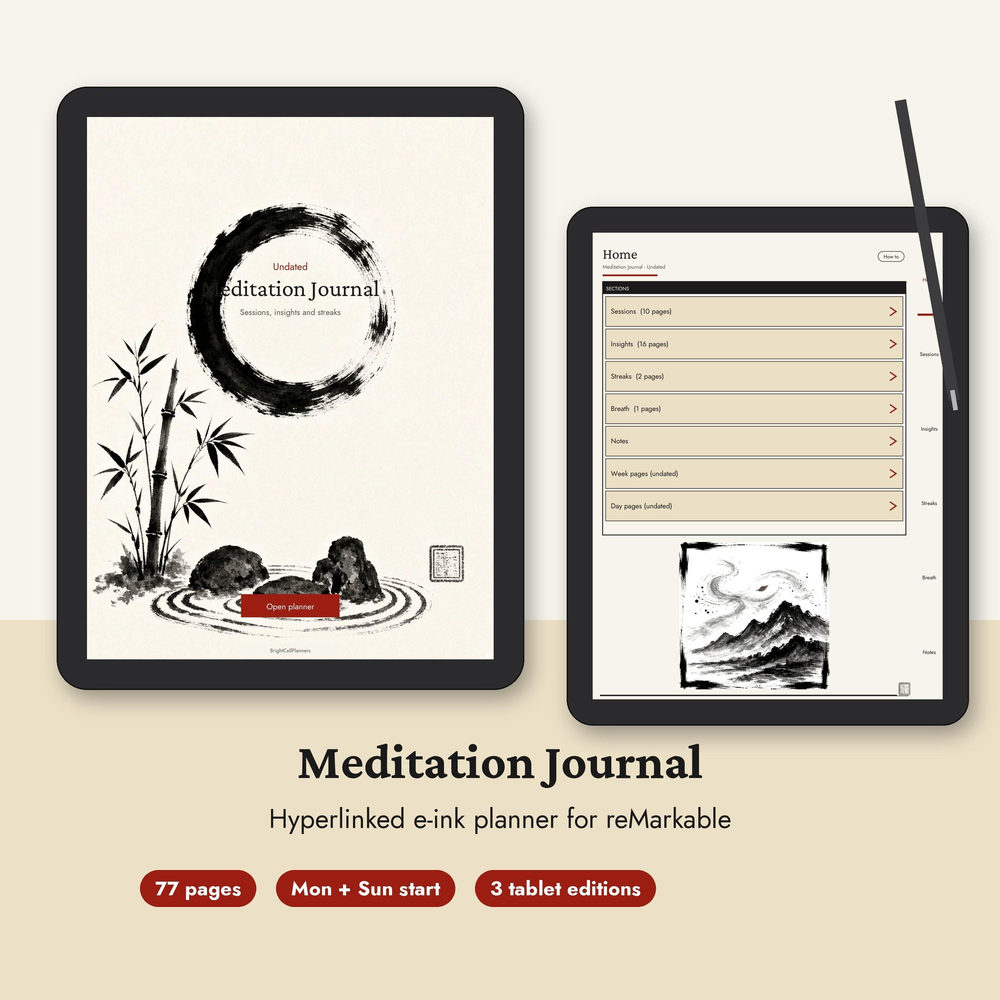 Undated
Meditation Journal
Sessions, insights and streaks
Open planner
BrightCellPlanners
Home
How to
Meditation Journal - Undated
SECTIONS
Sessions (10 pages)
Insights (16 pages)
Streaks (2 pages)
Breath (1 pages)
Notes
Week pages (undated)
Day pages (undated)
Sessions
Insights
Streaks
Breath
Notes
Meditation Journal
Hyperlinked e-ink planner for reMarkable
77 pages
Mon + Sun start
3 tablet editions